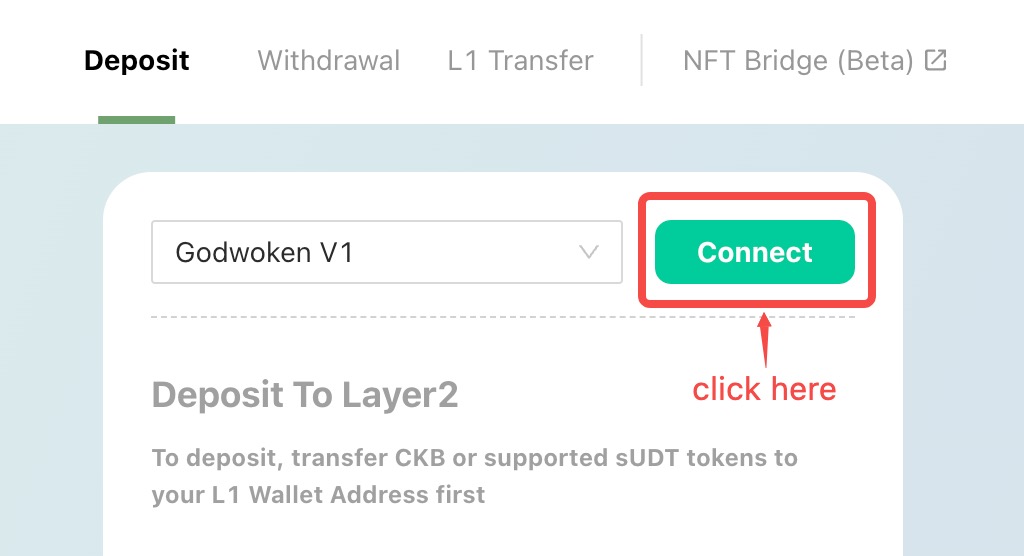 Deposit Withdrawal L1 Transfer NFT Bridge (Beta)
Godwoken V1 Connect
click here
Deposit To Layer2
To deposit, transfer CKB or supported sUDT tokens to
your L1 Wallet Address first